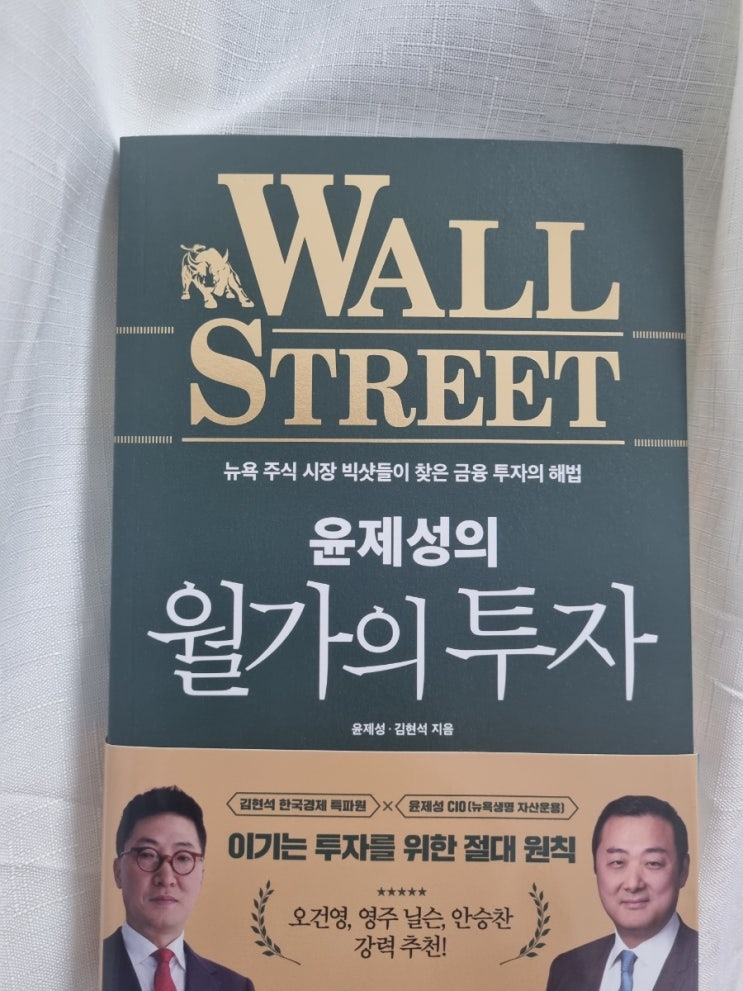 WALL
STREET
뉴욕 주식 시장 빅샷들이 찾은 금융 투자의 해법
윤제성의
월가의 투자
윤제성 · 김현석 지음
김현석 한국경제 특파원 × 윤제성 CIO(뉴욕생명 자산운용)
이기는 투자를 위한 절대 원칙
★★★★★
오건영, 영주 닐슨, 안승찬
강력 추천!